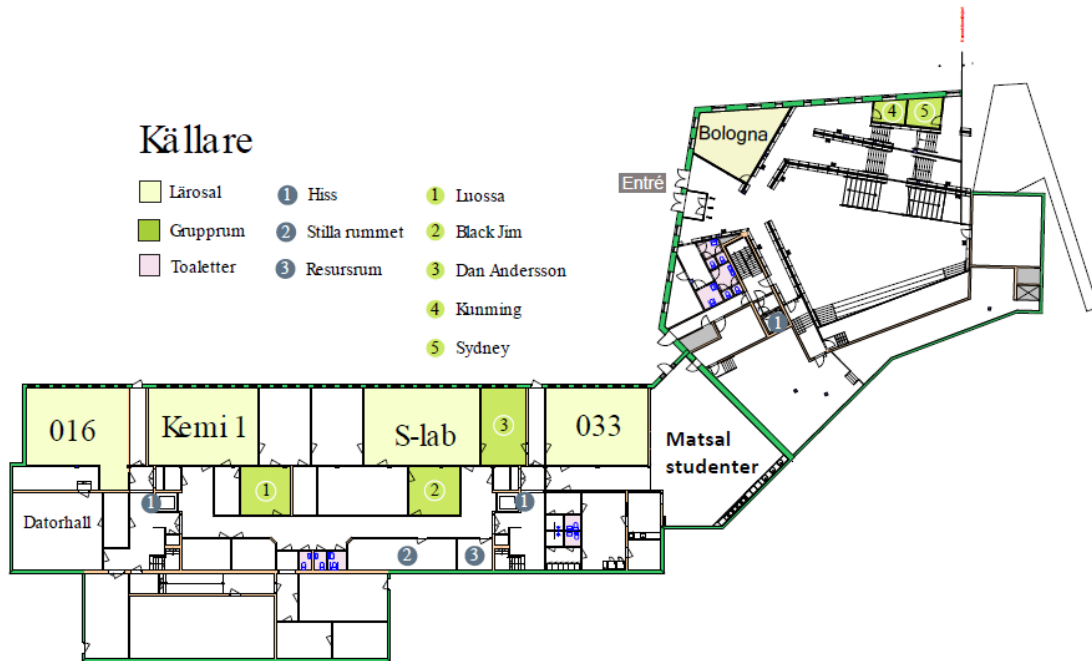 Källare
Lärosal
Grupprum
Toaletter
1 Hiss
2 Stilla rummet
3 Resursrum
1 Luossa
2 Black Jim
3 Dan Andersson
4 Kunming
5 Sydney
Bologna
4
5
Entré
1
016
Kemi 1
S-lab
3
033
Matsal
studenter
1
2
1
1
Datorhall
2
3